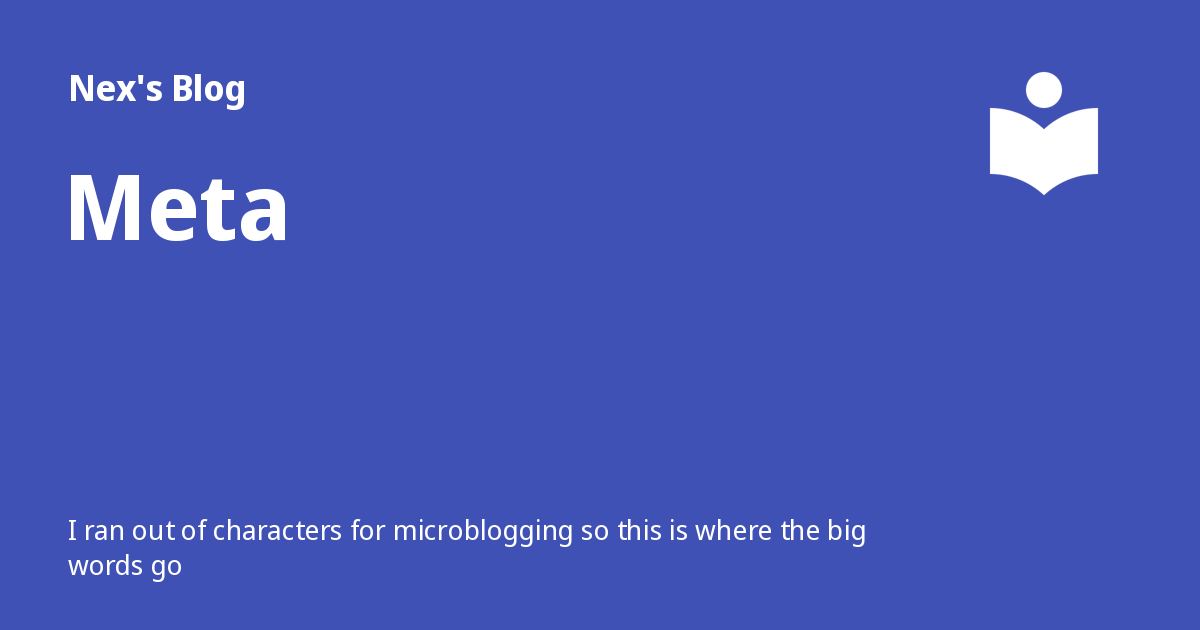 Nex's Blog
Meta
I ran out of characters for microblogging so this is where the big
words go